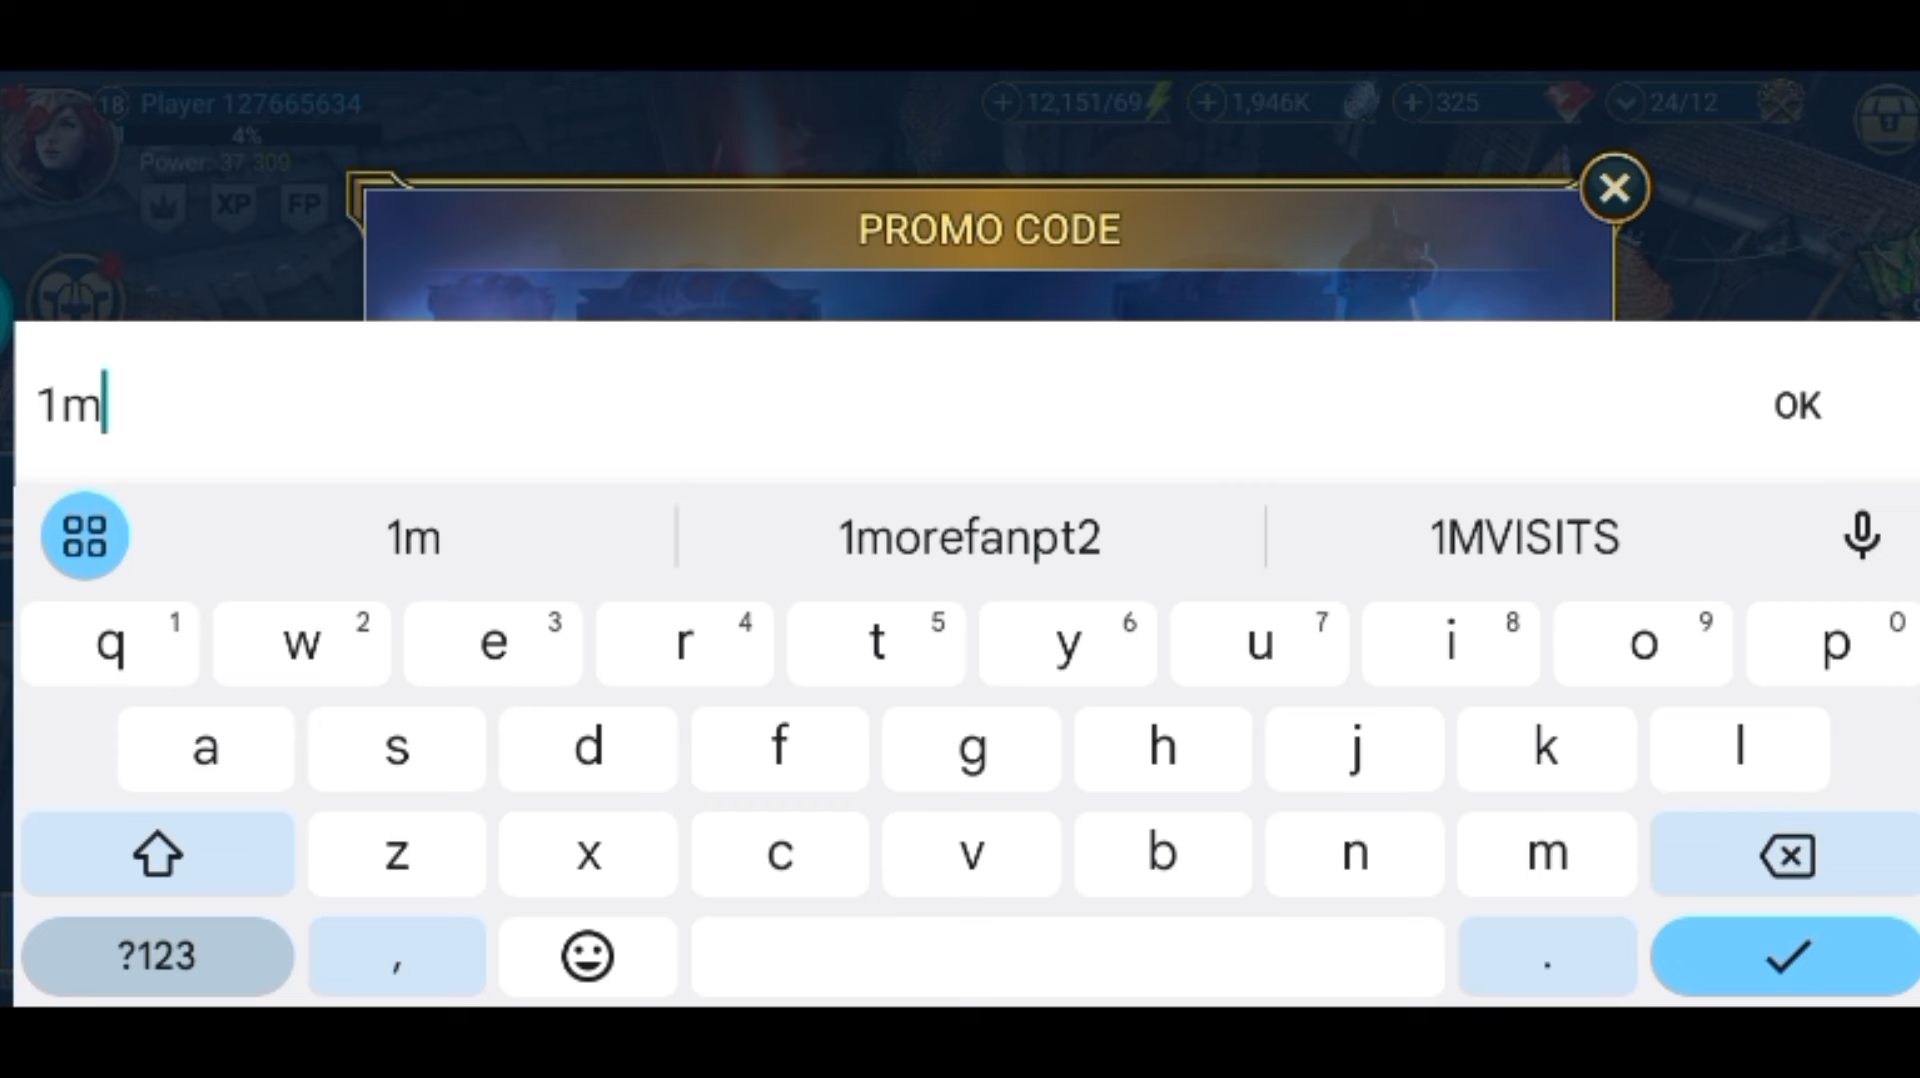 18 Player 127665634
12,151/69
1,946K
325
24/12
4%
Power: 37,309
XP FP
PROMO CODE
1m
OK
1m 1morefanpt2 1MVISITS
q 1 w 2 e 3 r 4 t 5 y 6 u 7 i 8 o 9 p 0
a s d f g h j k l
z x c v b n m
?123 , .